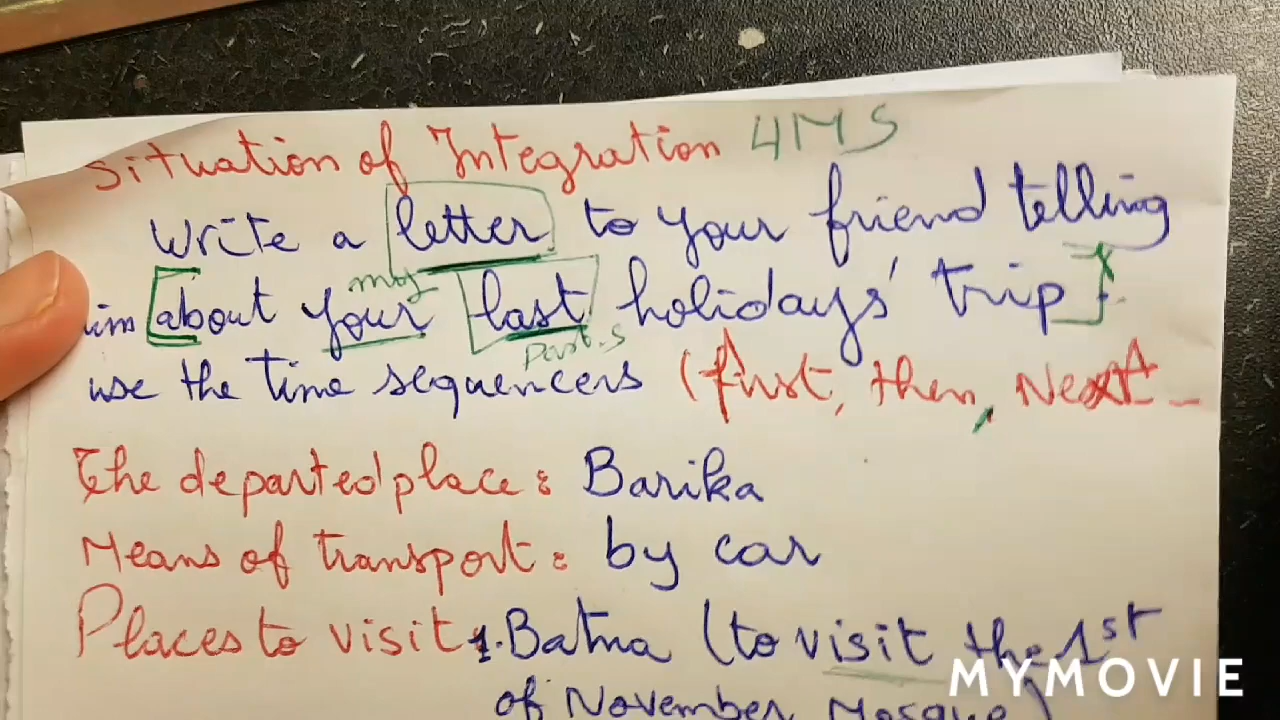 Situation of Integration 4MS
Write a letter to your friend telling
him about your last holidays' trip
my
past.s
use the time sequencers (first, then, Next
The departed place: Barika
Means of transport: by car
Places to visit: 1. Batna (to visit the 1st
of November Mosque)
MYMOVIE